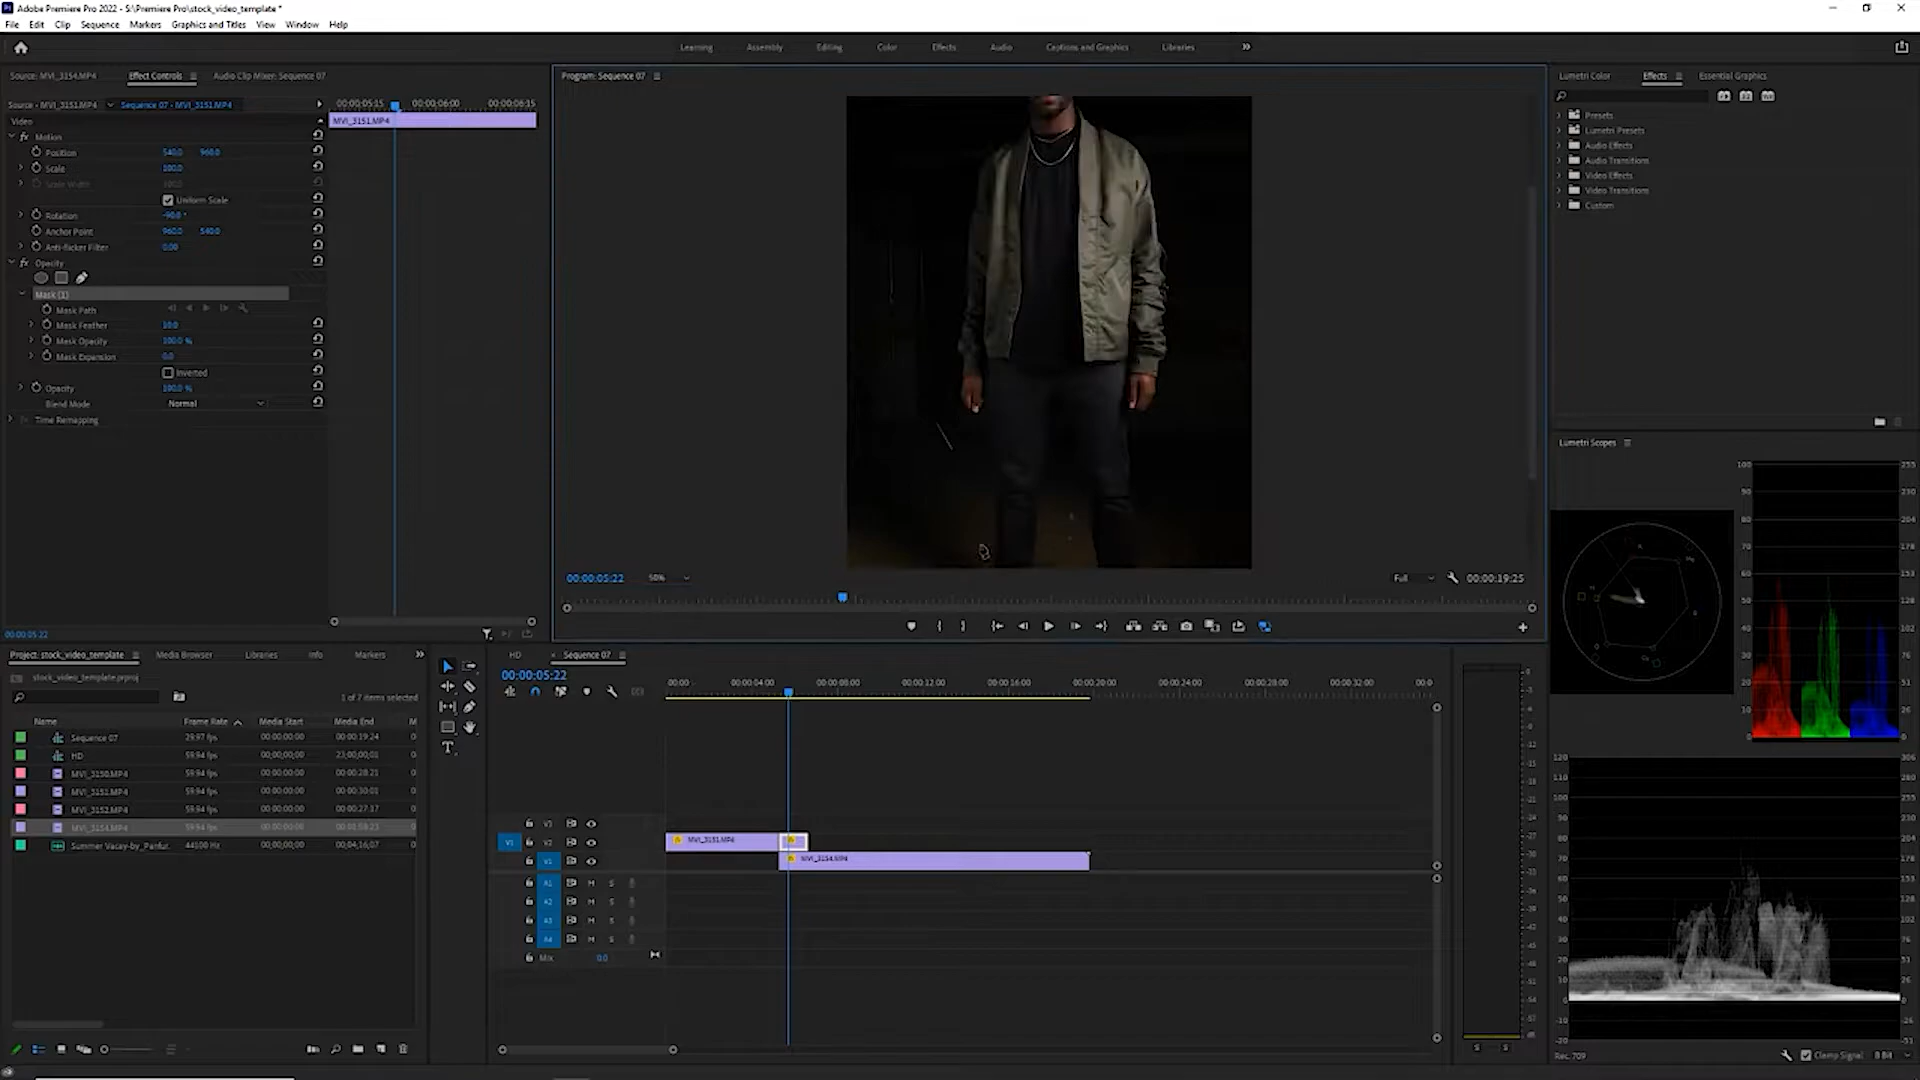 Adobe Premiere Pro 2022 - S:\Premiere Pro\stock_video_template *
File Edit Clip Sequence Markers Graphics and Titles View Window Help
Learning Assembly Editing Color Effects Audio Captions and Graphics Libraries
Source: MVI_3154.MP4 Effect Controls Audio Clip Mixer: Sequence 07
Source - MVI_3151.MP4 Sequence 07 - MVI_3151.MP4
00:00:05:15 00:00:06:00 00:00:06:15
Video
MVI_3151.MP4
Motion
Position 540.0 960.0
Scale 100.0
Scale Width 100.0
Uniform Scale
Rotation -90.0 °
Anchor Point 960.0 540.0
Anti-flicker Filter 0.00
Opacity
Mask (1)
Mask Path
Mask Feather 10.0
Mask Opacity 100.0 %
Mask Expansion 0.0
Inverted
Opacity 100.0 %
Blend Mode Normal
Time Remapping
00:00:05:22
Program: Sequence 07
00:00:05:22 50% Full 00:00:19:25
Lumetri Color Effects Essential Graphics
Presets
Lumetri Presets
Audio Effects
Audio Transitions
Video Effects
Video Transitions
Custom
Lumetri Scopes
Rec. 709 Clamp Signal 8 Bit
Project: stock_video_template Media Browser Libraries Info Markers
stock_video_template.prproj
1 of 7 items selected
Name Frame Rate Media Start Media End M
Sequence 07 29.97 fps 00:00:00:00 00:00:19:24
HD 59.94 fps 00:00:00:00 23:00:00:01
MVI_3150.MP4 59.94 fps 00:00:00:00 00:00:28:21
MVI_3151.MP4 59.94 fps 00:00:00:00 00:00:30:01
MVI_3152.MP4 59.94 fps 00:00:00:00 00:00:27:17
MVI_3154.MP4 59.94 fps 00:00:00:00
Summer Vacay-by_Panfur. 44100 Hz 00:00:00:00 00:04:16:07
HD Sequence 07
00:00:05:22
:00:00 00:00:04:00 00:00:08:00 00:00:12:00 00:00:16:00 00:00:20:00 00:00:24:00 00:00:28:00 00:00:32:00 00:0
V3
V1 V2 MVI_3151.MP4
V1 MVI_3154.MP4
A1 M S
A2 M S
A3 M S
A4 M S
Mix 0.0
S S